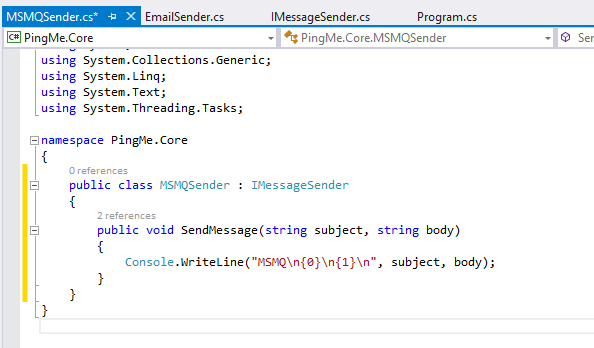 MSMQSender.cs* EmailSender.cs IMessageSender.cs Program.cs
C# PingMe.Core PingMe.Core.MSMQSender Sen
using System.Collections.Generic;
using System.Linq;
using System.Text;
using System.Threading.Tasks;
namespace PingMe.Core
{
0 references
public class MSMQSender : IMessageSender
{
2 references
public void SendMessage(string subject, string body)
{
Console.WriteLine("MSMQ\n{0}\n{1}\n", subject, body);
}
}
}